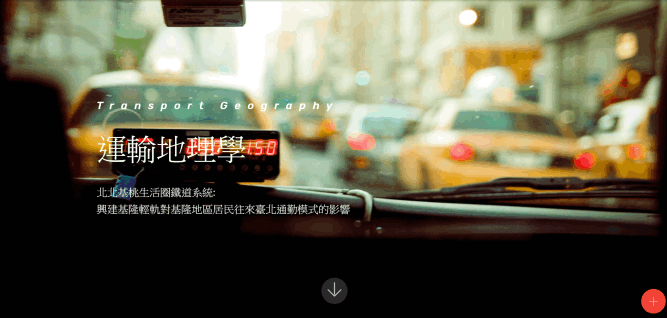 Transport Geography
運輸地理學
北北基桃生活圈鐵道系統:
興建基隆輕軌對基隆地區居民往來臺北通勤模式的影響